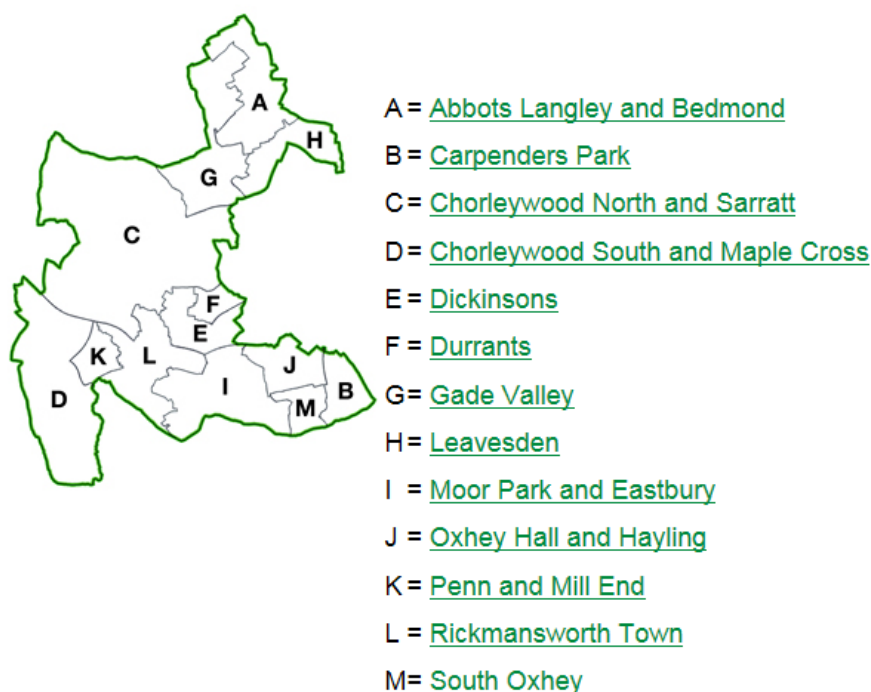 A
H
G
C
F
E
K
L
J
I
B
D
M
A = Abbots Langley and Bedmond
B = Carpenders Park
C= Chorleywood North and Sarratt
D= Chorleywood South and Maple Cross
E = Dickinsons
F = Durrants
G= Gade Valley
H= Leavesden
I = Moor Park and Eastbury
J = Oxhey Hall and Hayling
K = Penn and Mill End
L = Rickmansworth Town
M= South Oxhey